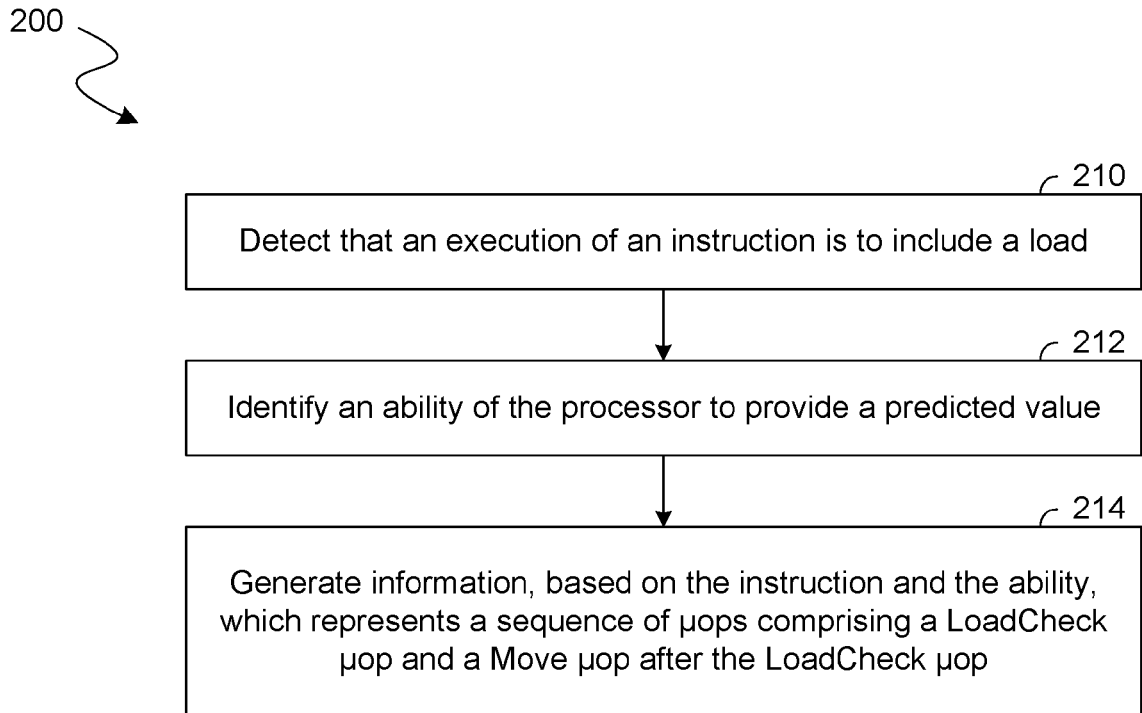 200
210
Detect that an execution of an instruction is to include a load
212
Identify an ability of the processor to provide a predicted value
214
Generate information, based on the instruction and the ability,
which represents a sequence of µops comprising a LoadCheck
µop and a Move µop after the LoadCheck µop